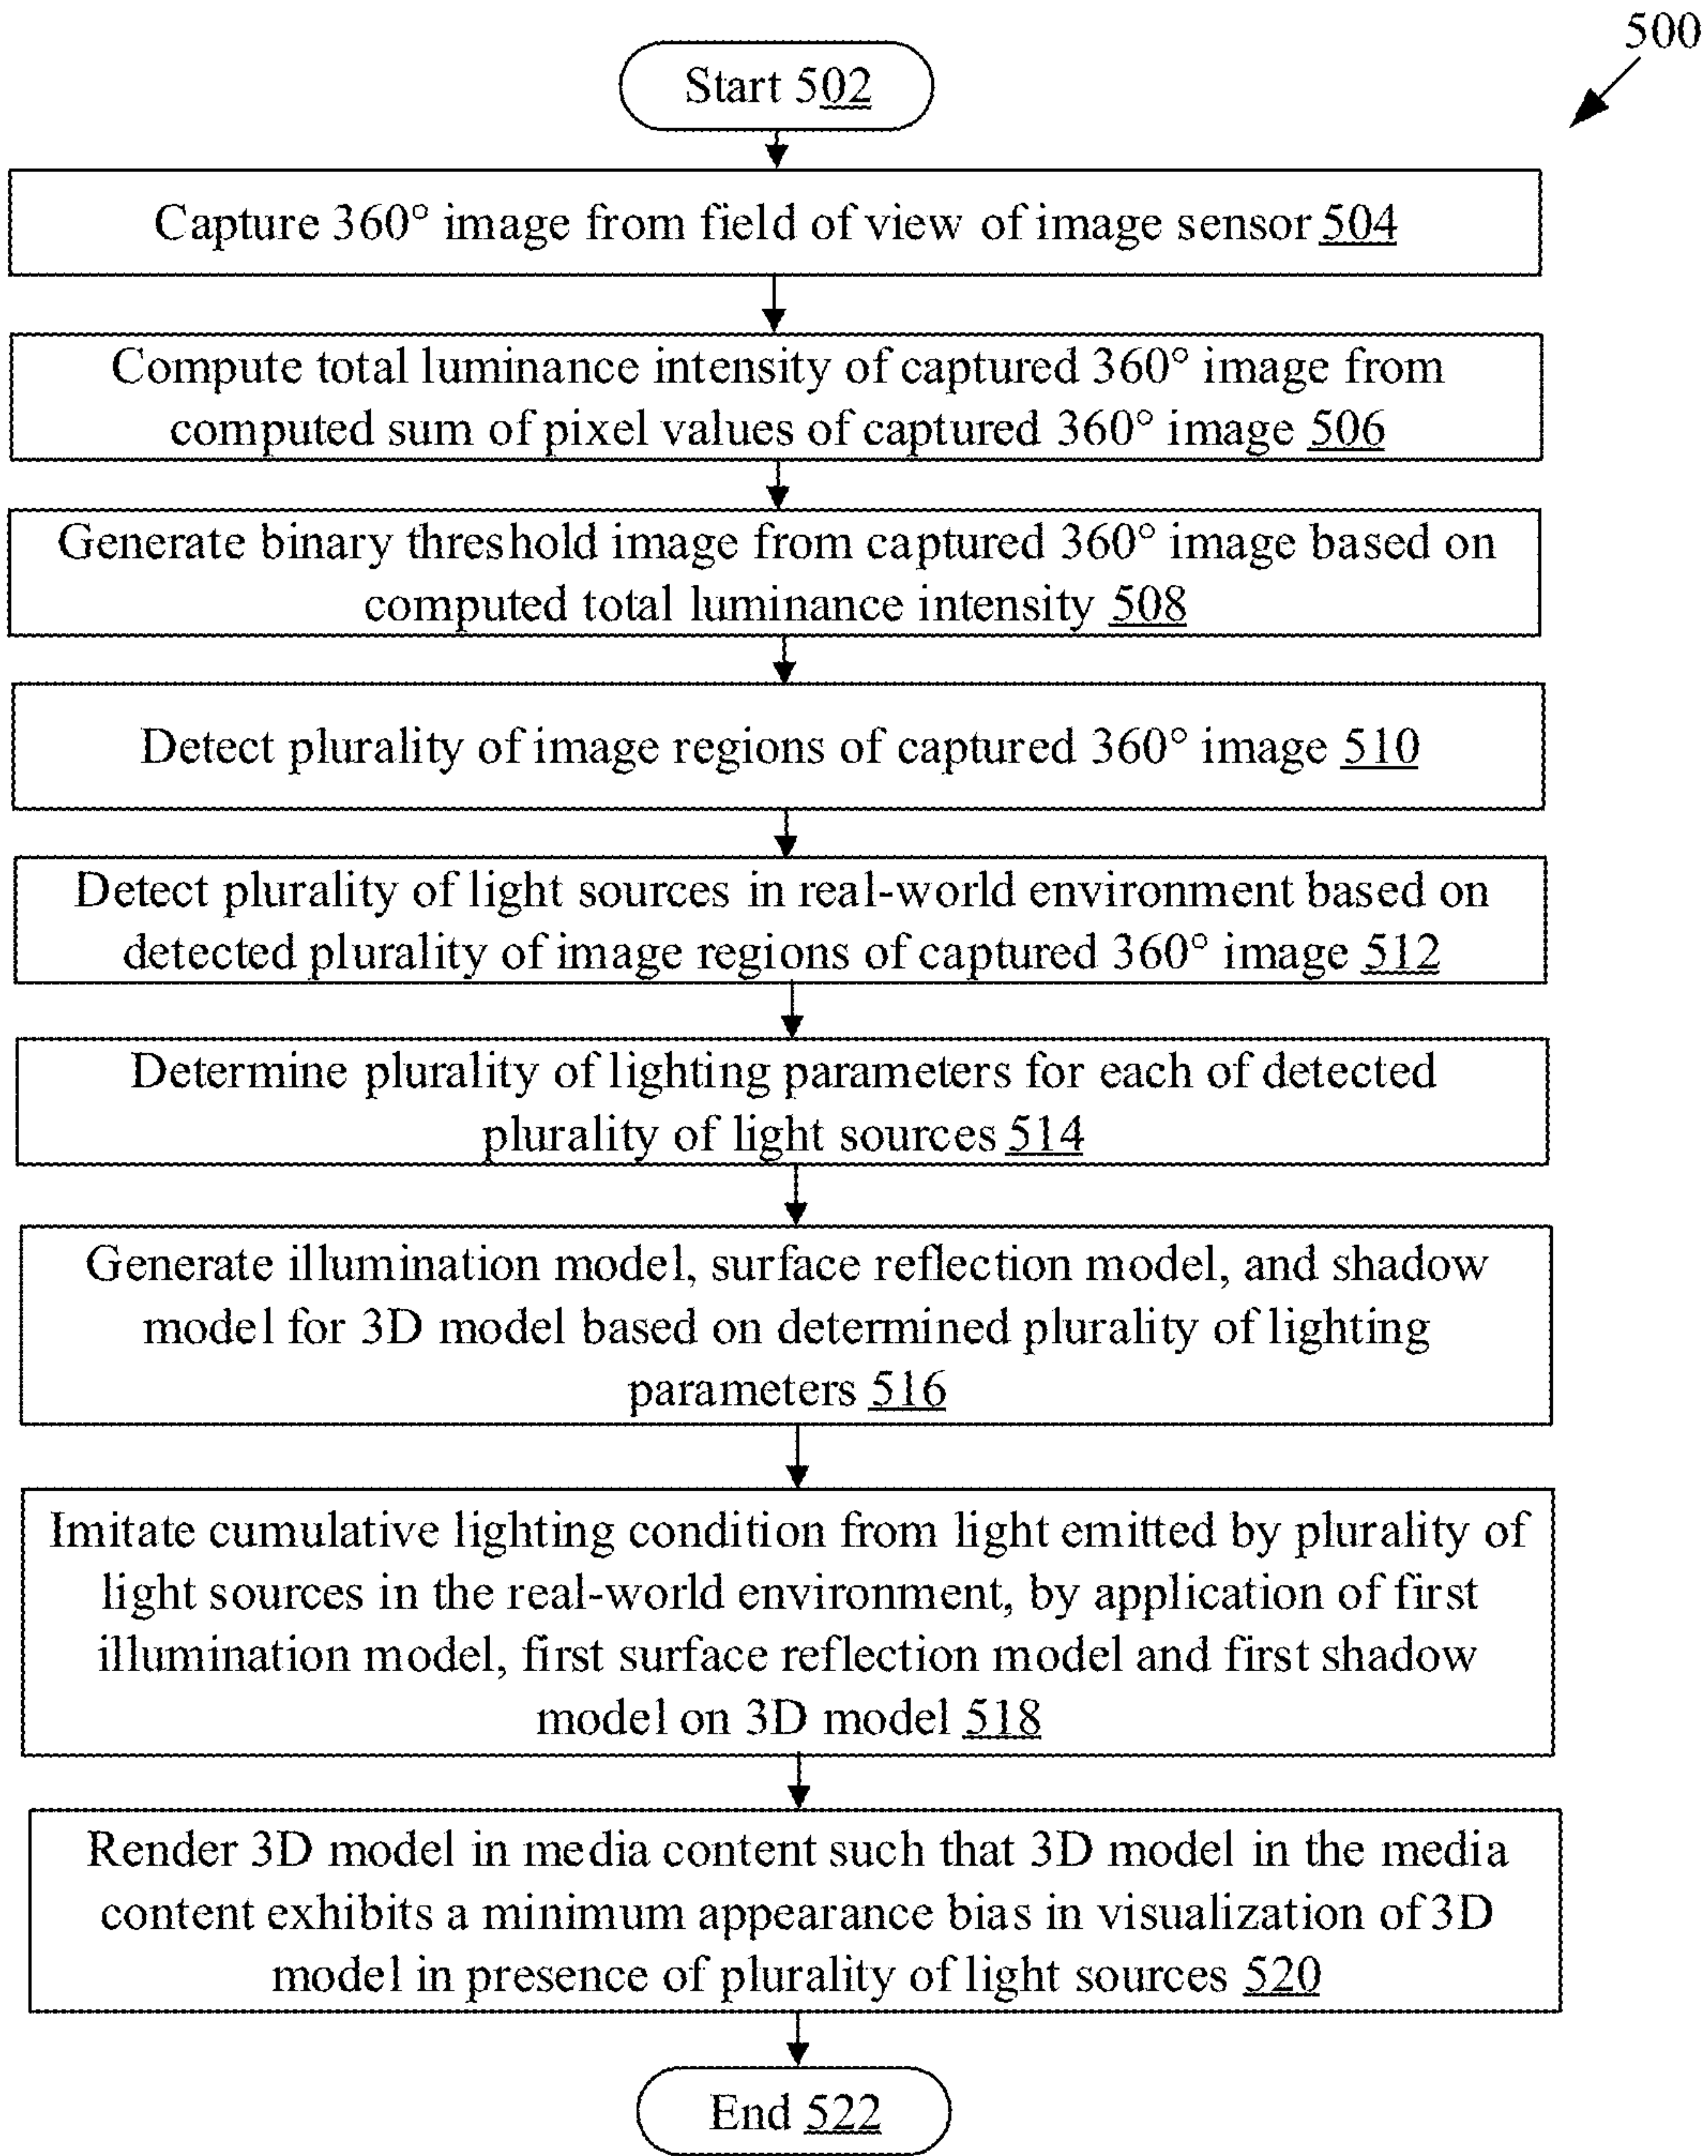 500
Start 502
Capture 360° image from field of view of image sensor 504
Compute total luminance intensity of captured 360° image from
computed sum of pixel values of captured 360° image 506
Generate binary threshold image from captured 360° image based on
computed total luminance intensity 508
Detect plurality of image regions of captured 360° image 510
Detect plurality of light sources in real-world environment based on
detected plurality of image regions of captured 360° image 512
Determine plurality of lighting parameters for each of detected
plurality of light sources 514
Generate illumination model, surface reflection model, and shadow
model for 3D model based on determined plurality of lighting
parameters 516
Imitate cumulative lighting condition from light emitted by plurality of
light sources in the real-world environment, by application of first
illumination model, first surface reflection model and first shadow
model on 3D model 518
Render 3D model in media content such that 3D model in the media
content exhibits a minimum appearance bias in visualization of 3D
model in presence of plurality of light sources 520
End 522